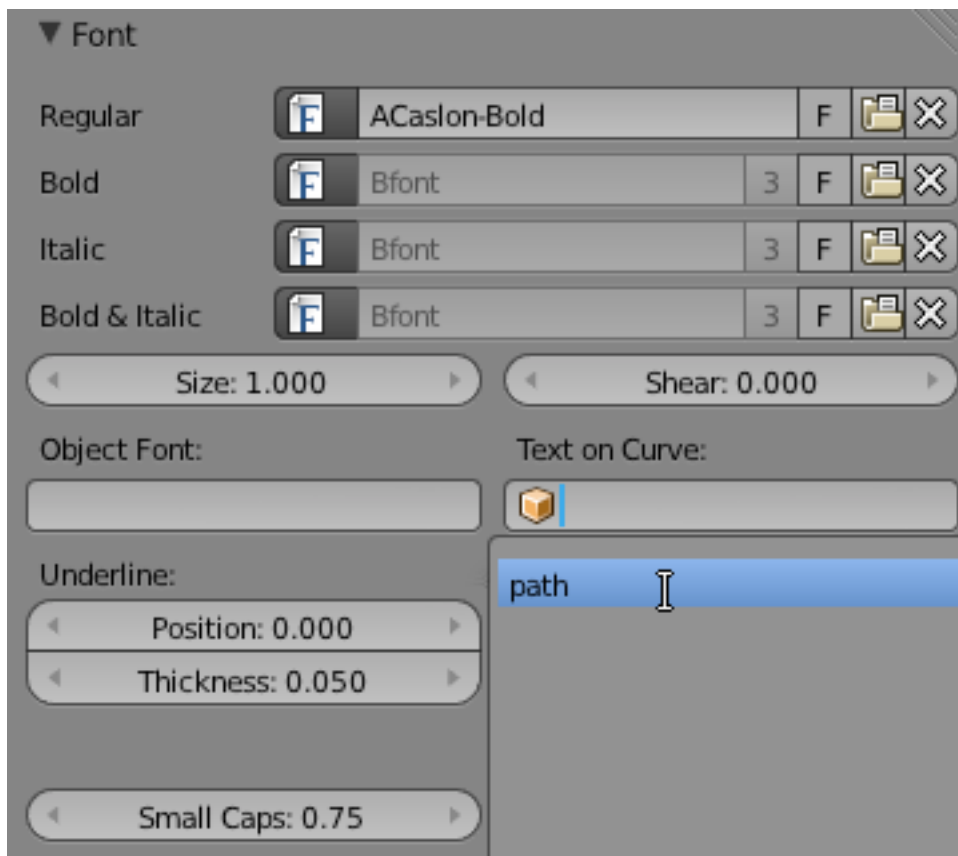 Font
Regular ACaslon-Bold F
Bold Bfont 3 F
Italic Bfont 3 F
Bold & Italic Bfont 3 F
Size: 1.000 Shear: 0.000
Object Font: Text on Curve:
Underline:
path
Position: 0.000
Thickness: 0.050
Small Caps: 0.75